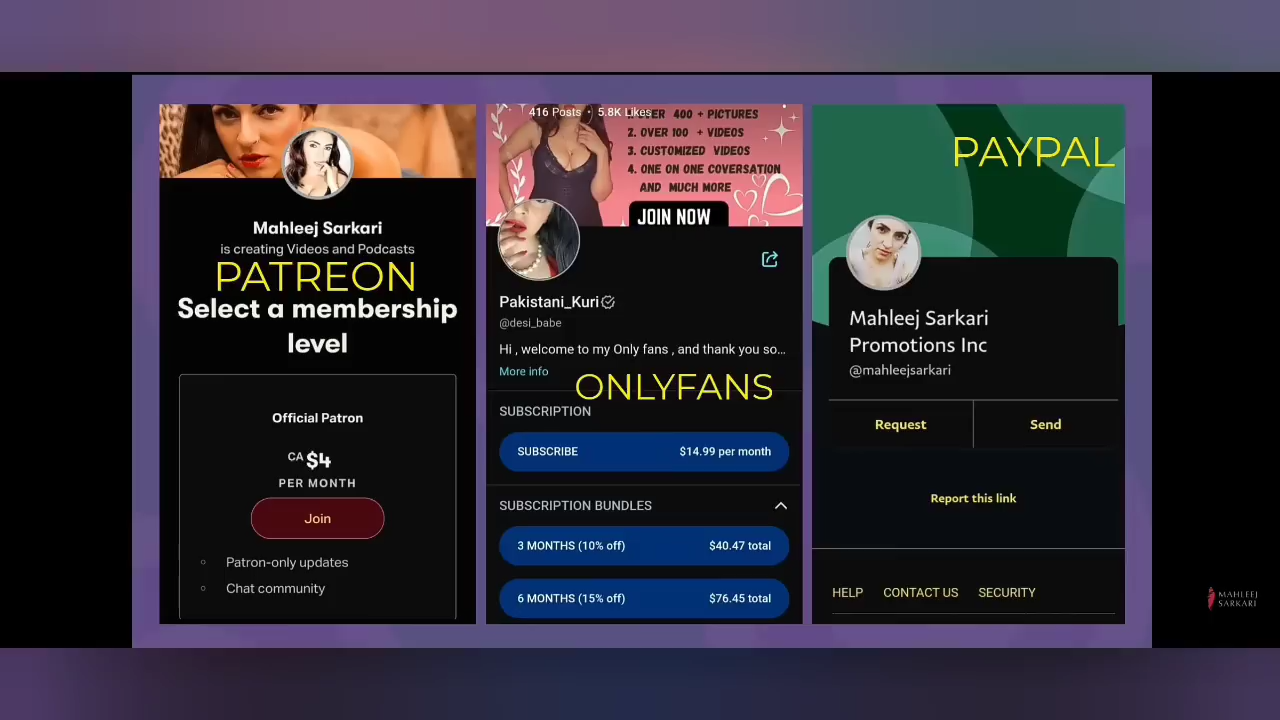 Mahleej Sarkari
is creating Videos and Podcasts
PATREON
Select a membership
level
Official Patron
CA $4
PER MONTH
Join
Patron-only updates
Chat community
416 Posts • 5.8K Likes
400 + PICTURES
2. OVER 100 + VIDEOS
3. CUSTOMIZED VIDEOS
4. ONE ON ONE COVERSATION
AND MUCH MORE
JOIN NOW
Pakistani_Kuri
@desi_babe
Hi , welcome to my Only fans , and thank you so...
More info
ONLYFANS
SUBSCRIPTION
SUBSCRIBE $14.99 per month
SUBSCRIPTION BUNDLES
3 MONTHS (10% off) $40.47 total
6 MONTHS (15% off) $76.45 total
PAYPAL
Mahleej Sarkari
Promotions Inc
@mahleejsarkari
Request Send
Report this link
HELP CONTACT US SECURITY
MAHLEEJ
SARKARI